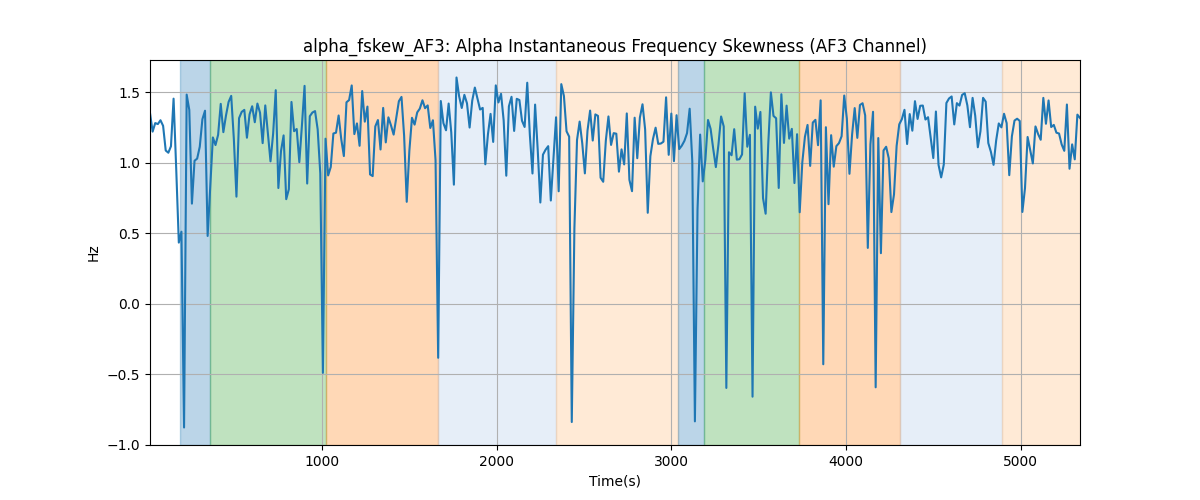 alpha_fskew_AF3: Alpha Instantaneous Frequency Skewness (AF3 Channel)
1.5
1.0
0.5
0.0
−0.5
−1.0
Hz
1000 2000 3000 4000 5000
Time(s)